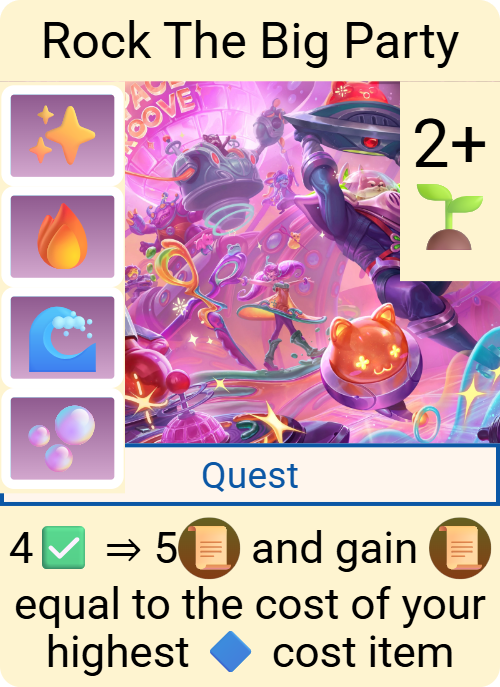 Rock The Big Party
GROOVE
2+
Quest
4 ⇒ 5 and gain
equal to the cost of your
highest cost item